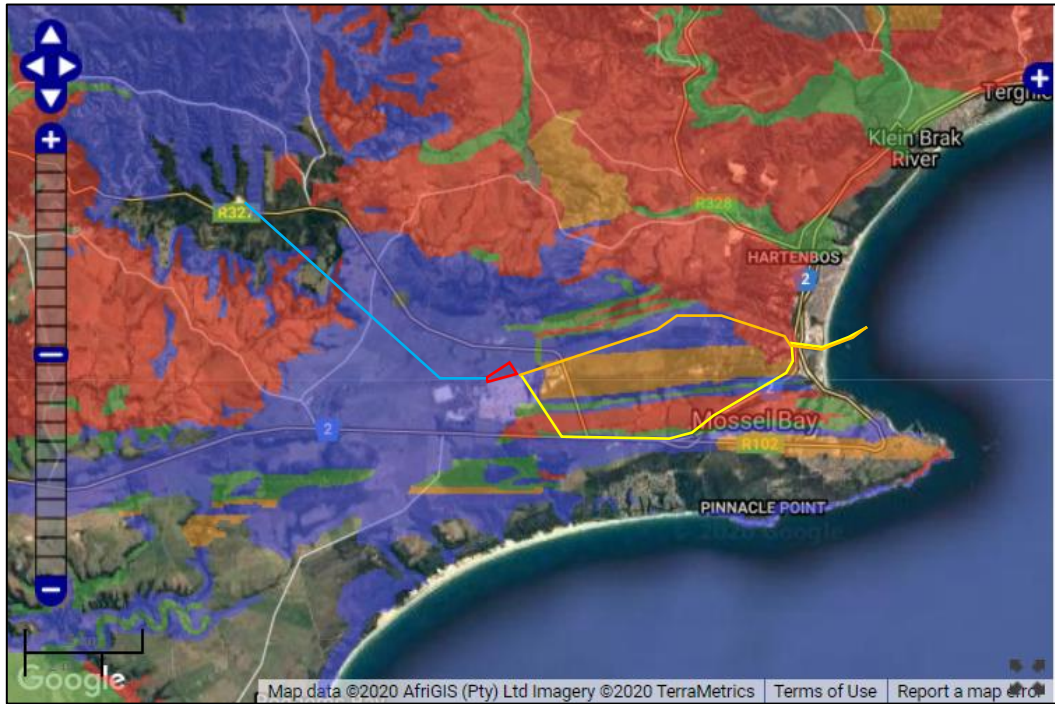 Tergnie
Klein Brak
River
R327
R328
HARTENBOS
2
2
Mossel Bay
R102
PINNACLE POINT
© 2020 Google
Google
Map data ©2020 AfriGIS (Pty) Ltd Imagery ©2020 TerraMetrics
Terms of Use
Report a map error